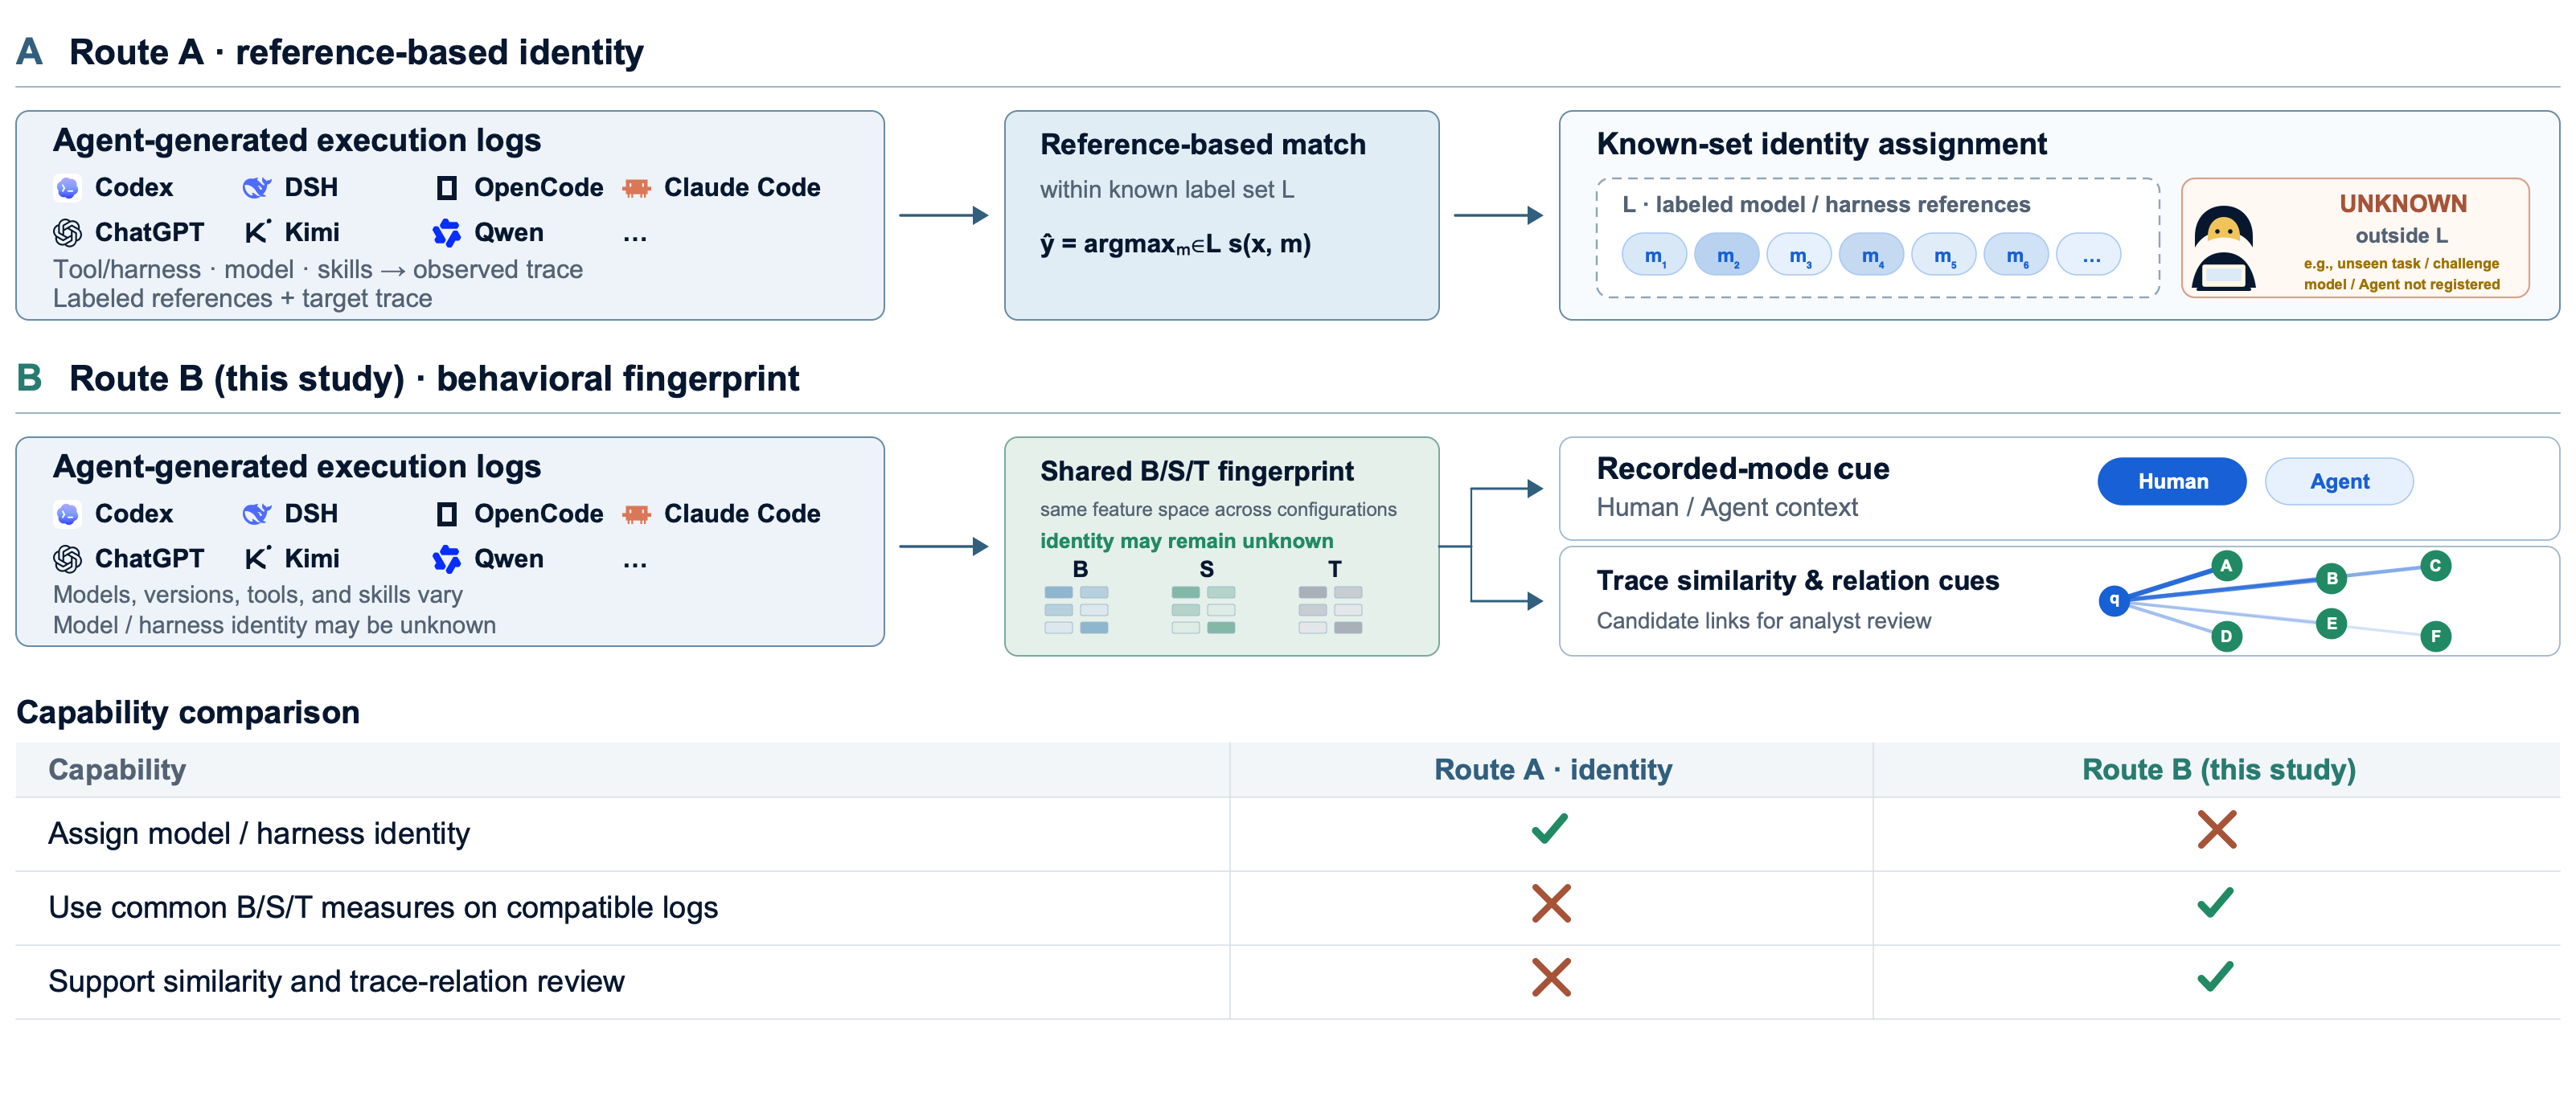 A Route A · reference-based identity
Agent-generated execution logs
Codex DSH OpenCode Claude Code
ChatGPT Kimi Qwen ...
Tool/harness · model · skills → observed trace
Labeled references + target trace
Reference-based match
within known label set L
ŷ = argmaxₘ∈L s(x, m)
Known-set identity assignment
L · labeled model / harness references
m₁ m₂ m₃ m₄ m₅ m₆ ...
UNKNOWN
outside L
e.g., unseen task / challenge
model / Agent not registered
B Route B (this study) · behavioral fingerprint
Agent-generated execution logs
Codex DSH OpenCode Claude Code
ChatGPT Kimi Qwen ...
Models, versions, tools, and skills vary
Model / harness identity may be unknown
Shared B/S/T fingerprint
same feature space across configurations
identity may remain unknown
B S T
Recorded-mode cue
Human / Agent context
Human Agent
Trace similarity & relation cues
Candidate links for analyst review
q A B C D E F
Capability comparison
Capability Route A · identity Route B (this study)
Assign model / harness identity
Use common B/S/T measures on compatible logs
Support similarity and trace-relation review